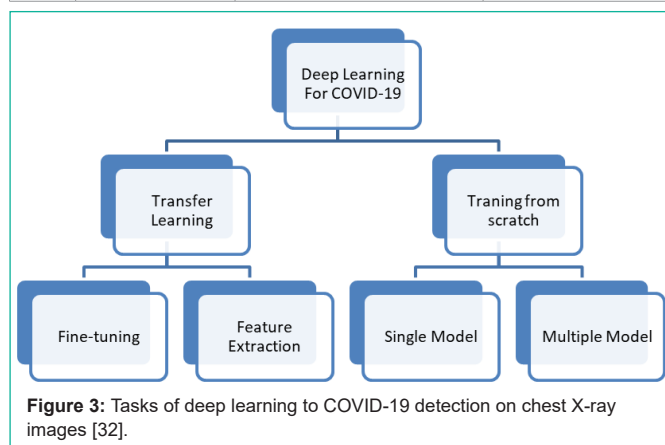 Deep Learning
For COVID-19
Transfer
Learning
Traning from
scratch
Fine-tuning
Feature
Extraction
Single Model
Multiple Model
Figure 3: Tasks of deep learning to COVID-19 detection on chest X-ray
images [32].